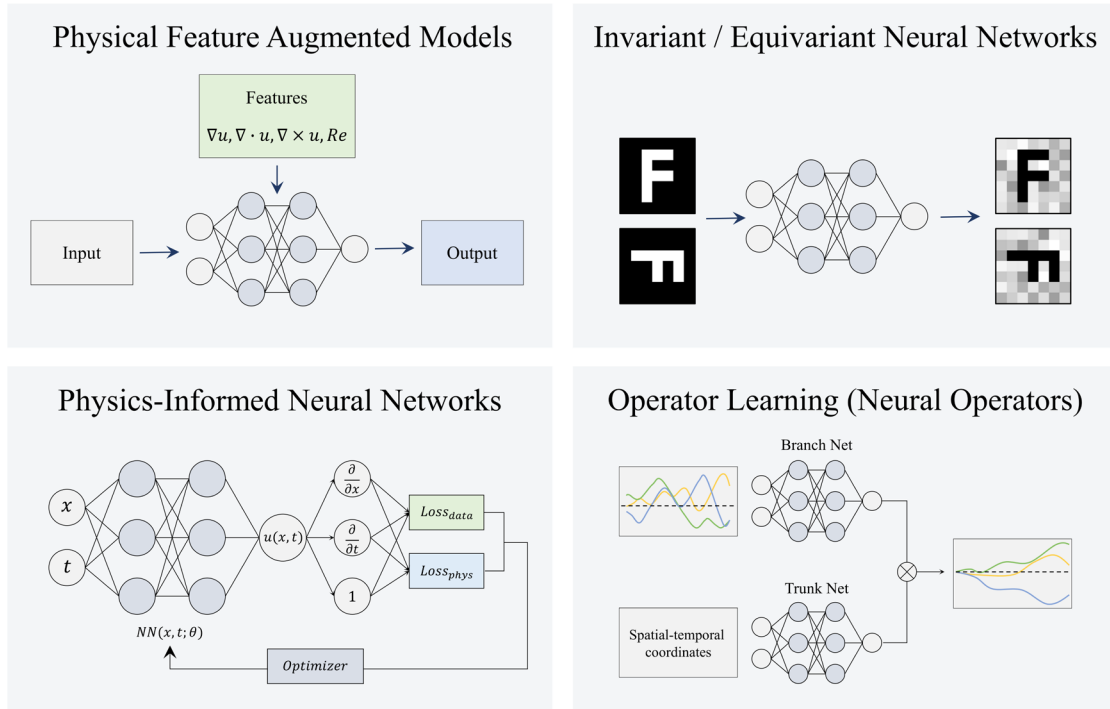 Physical Feature Augmented Models
Features
∇u, ∇ · u, ∇ × u, Re
Input
Output
Invariant / Equivariant Neural Networks
F
F
F
F
Physics-Informed Neural Networks
x
t
u(x, t)
∂/∂x
∂/∂t
1
Loss_data
Loss_phys
NN(x, t; θ)
Optimizer
Operator Learning (Neural Operators)
Branch Net
Trunk Net
Spatial-temporal
coordinates